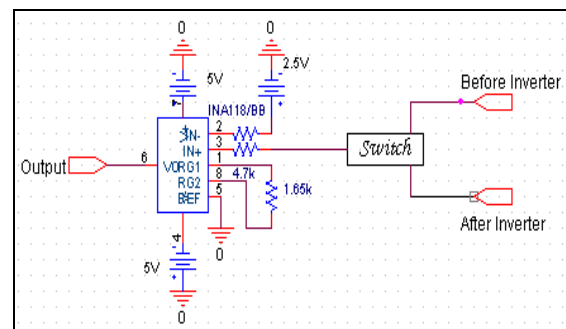 0
0
5V
2.5V
7
INA118/BB
Before Inverter
2
IN-
3
IN+
Switch
Output
6
VO
RG1
1
4.7k
RG2
8
1.65k
5
4
After Inverter
0
5V
0